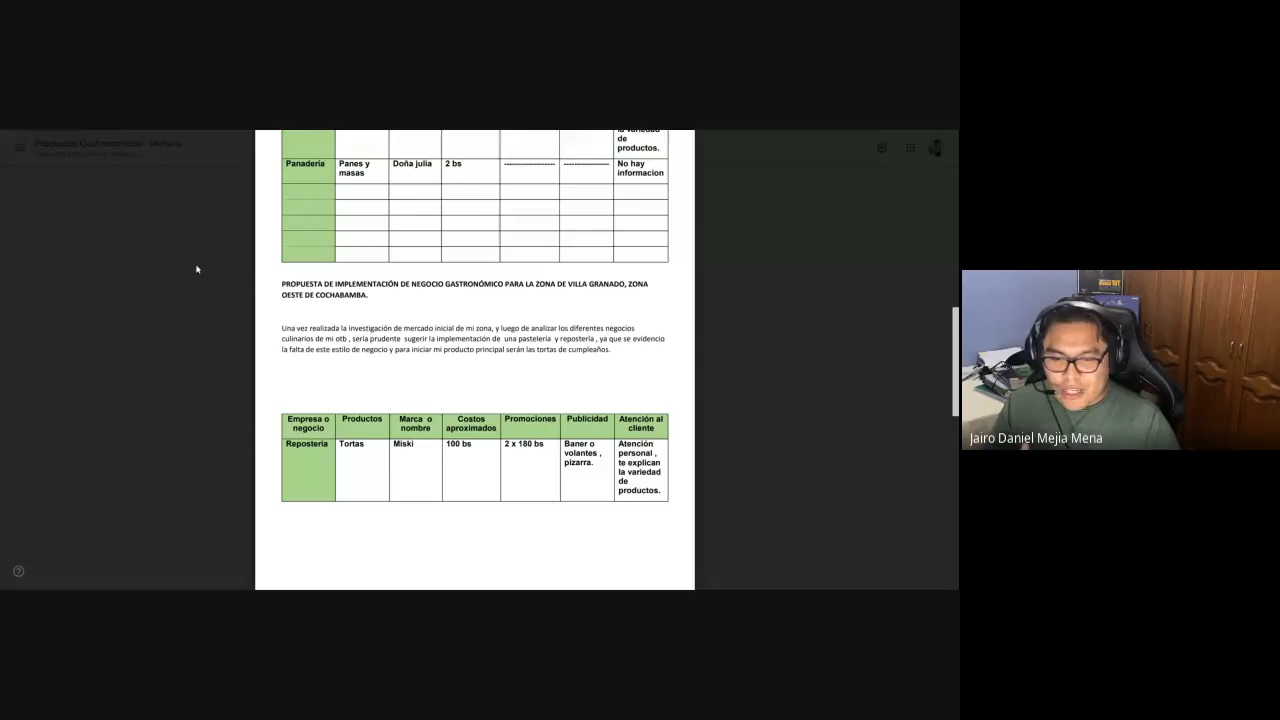 la variedad
de
productos.
Panadería Panes y masas Doña julia 2 bs ------------------- ----------------- No hay informacion
PROPUESTA DE IMPLEMENTACIÓN DE NEGOCIO GASTRONÓMICO PARA LA ZONA DE VILLA GRANADO, ZONA
OESTE DE COCHABAMBA.
Una vez realizada la investigación de mercado inicial de mi zona, y luego de analizar los diferentes negocios
culinarios de mi otb , sería prudente sugerir la implementación de una pastelería y repostería , ya que se evidencio
la falta de este estilo de negocio y para iniciar mi producto principal serán las tortas de cumpleaños.
Empresa o negocio Productos Marca o nombre Costos aproximados Promociones Publicidad Atención al cliente
Repostería Tortas Miski 100 bs 2 x 180 bs Baner o volantes , pizarra. Atención personal , te explican la variedad de productos.
Jairo Daniel Mejia Mena